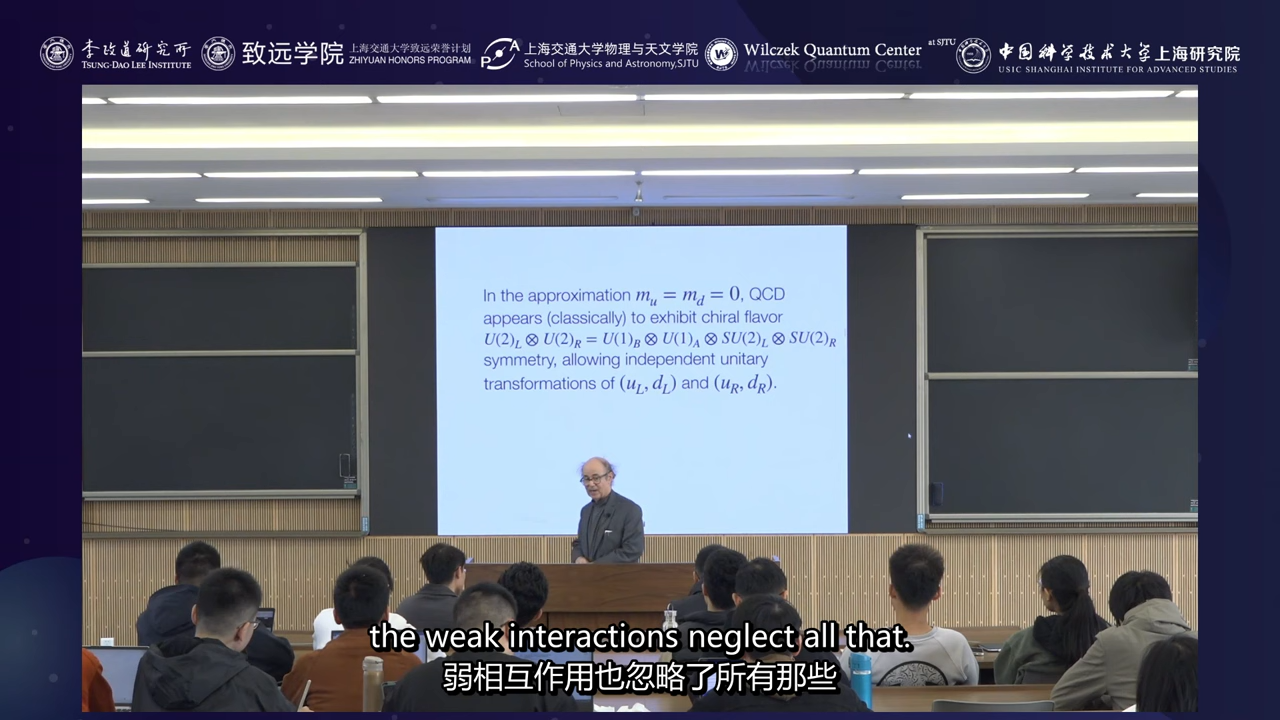 李政道研究所
TSUNG-DAO LEE INSTITUTE
致远学院
上海交通大学致远荣誉计划
ZHIYUAN HONORS PROGRAM
上海交通大学物理与天文学院
School of Physics and Astronomy,SJTU
Wilczek Quantum Center
at SJTU
中国科学技术大学上海研究院
USTC SHANGHAI INSTITUTE FOR ADVANCED STUDIES
In the approximation m_u = m_d = 0, QCD
appears (classically) to exhibit chiral flavor
U(2)_L ⊗ U(2)_R = U(1)_B ⊗ U(1)_A ⊗ SU(2)_L ⊗ SU(2)_R
symmetry, allowing independent unitary
transformations of (u_L, d_L) and (u_R, d_R).
the weak interactions neglect all that.
弱相互作用也忽略了所有那些